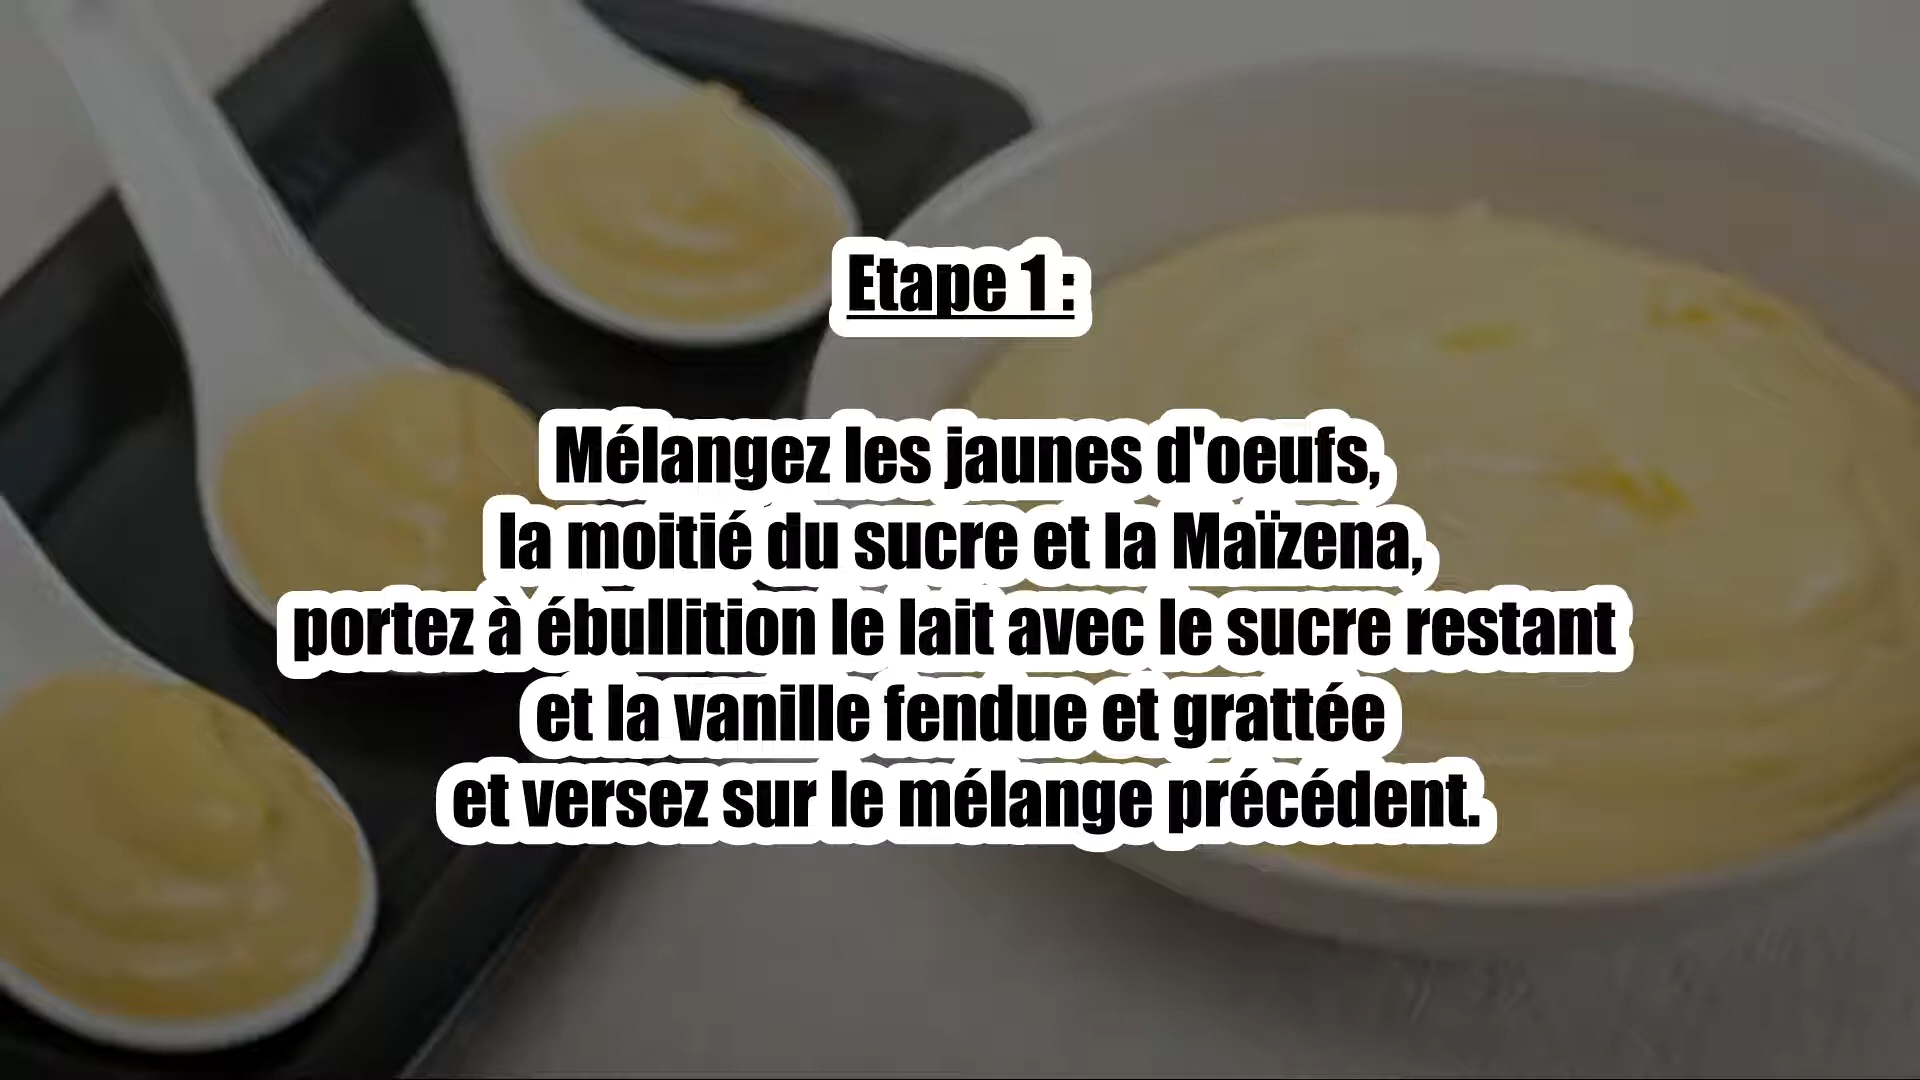 Etape 1 :
Mélangez les jaunes d'oeufs,
la moitié du sucre et la Maïzena,
portez à ébullition le lait avec le sucre restant
et la vanille fendue et grattée
et versez sur le mélange précédent.